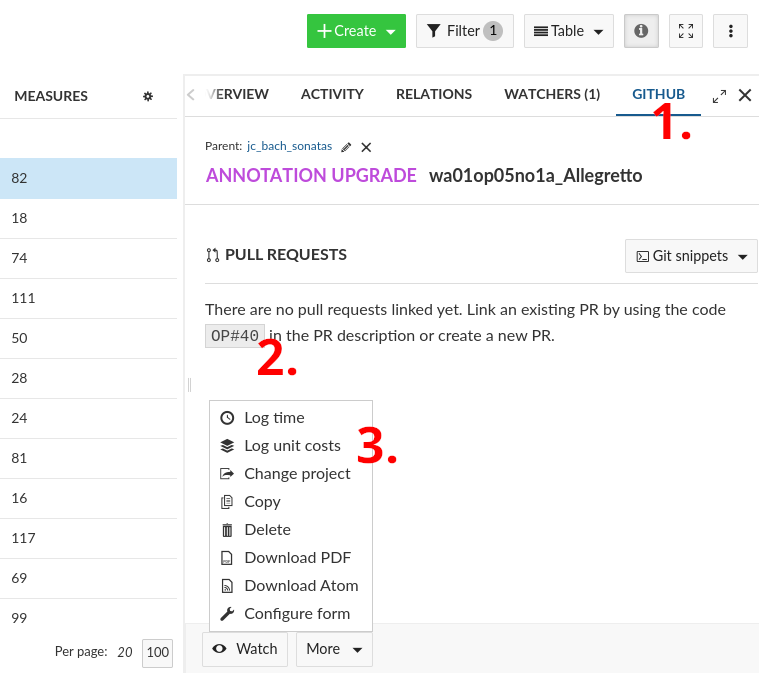 Create
Filter 1
Table
MEASURES
VERVIEW ACTIVITY RELATIONS WATCHERS (1) GITHUB
1.
Parent: jc_bach_sonatas
ANNOTATION UPGRADE wa01op05no1a_Allegretto
82
18
74
111
50
28
24
81
16
117
69
99
PULL REQUESTS
Git snippets
There are no pull requests linked yet. Link an existing PR by using the code
OP#40 in the PR description or create a new PR.
2.
Log time
Log unit costs
3.
Change project
Copy
Delete
Download PDF
Download Atom
Configure form
Per page: 20 100
Watch
More